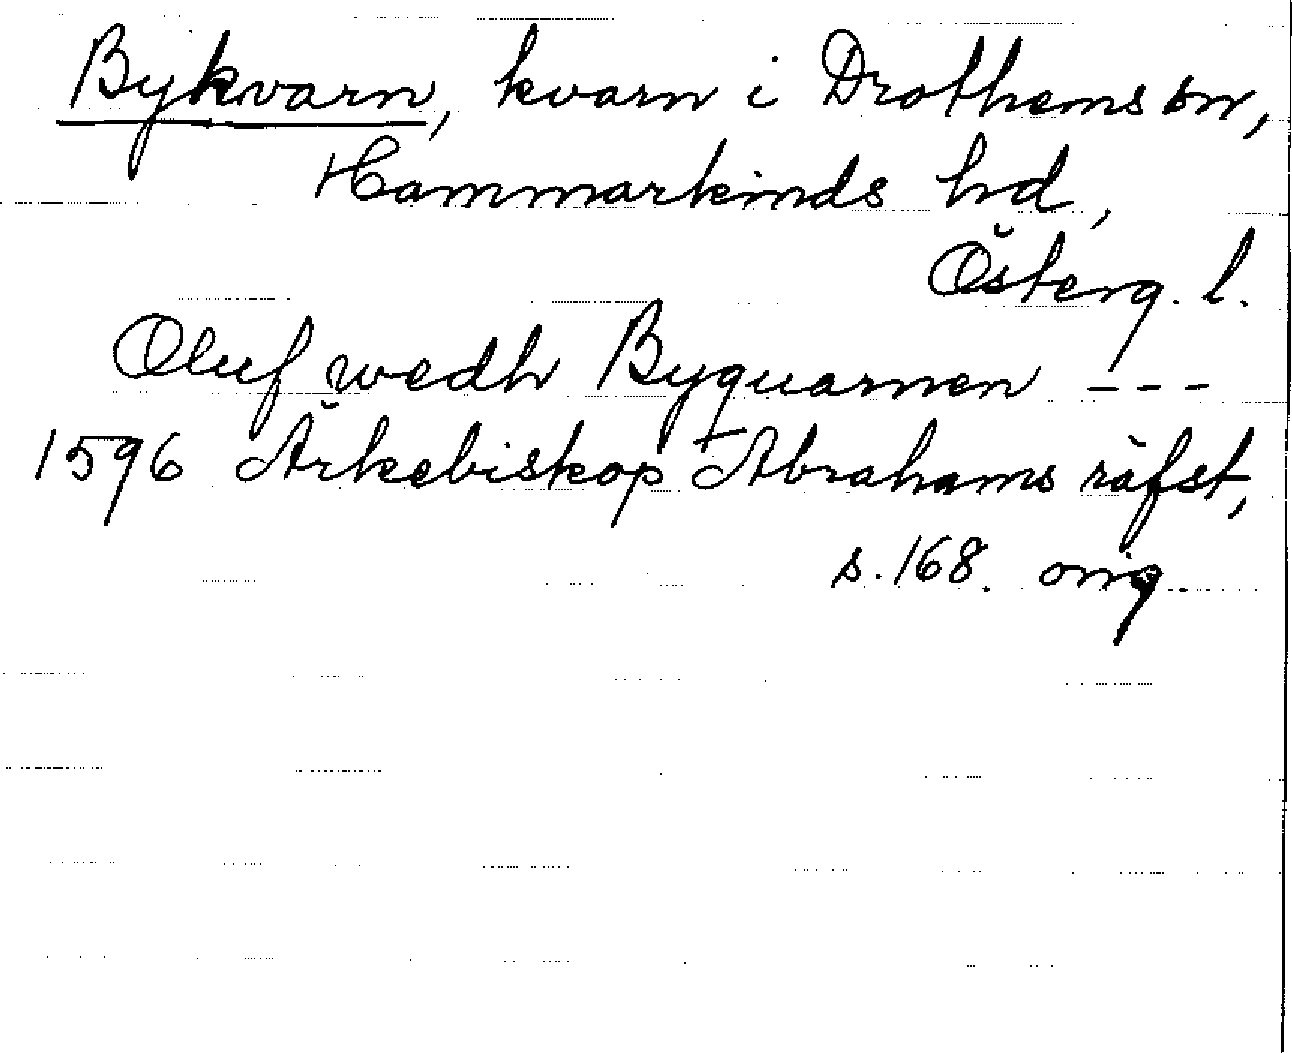 Bykvarn, kvarn i Drothems sn,
Hammarkinds hd,
Österg. l.
Oluf wedh Byquarnen ---
1596 Ärkebiskop Abrahams räfst,
s. 168. orig.